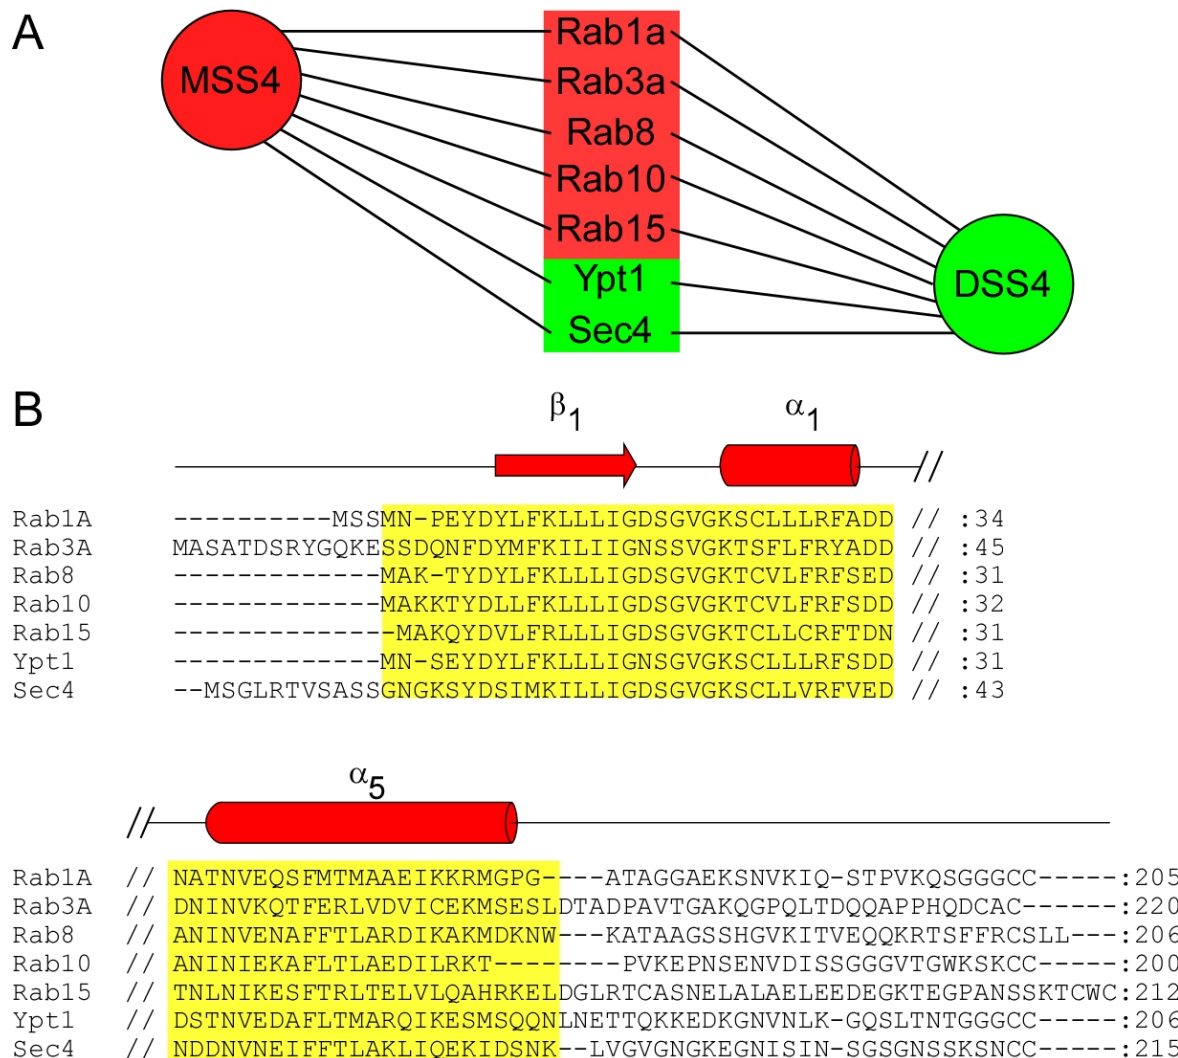 A
MSS4
Rab1a
Rab3a
Rab8
Rab10
Rab15
Ypt1
Sec4
DSS4
B
β1 α1
Rab1A ----------MSSMN-PEYDYLFKLLLIGDSGVGKSCLLLRFADD // :34
Rab3A MASATDSRYGQKESSDQNFDYMFKILIIGNSSVGKTSFLFRYADD // :45
Rab8 -------------MAK-TYDYLFKLLLIGDSGVGKTCVLFRFSED // :31
Rab10 -------------MAKKTYDLLFKLLLIGDSGVGKTCVLFRFSDD // :32
Rab15 --------------MAKQYDVLFRLLLIGDSGVGKTCLLCRFTDN // :31
Ypt1 -------------MN-SEYDYLFKLLLIGNSGVGKSCLLLRFSDD // :31
Sec4 --MSGLRTVSASSGNGKSYDSIMKILLIGDSGVGKSCLLVRFVED // :43
α5
Rab1A // NATNVEQSFMTMAAEIKKRMGPG----ATAGGAEKSNVKIQ-STPVKQSGGGCC-----:205
Rab3A // DNINVKQTFERLVDVICEKMSESLDTADPAVTGAKQGPQLTDQQAPPHQDCAC------:220
Rab8 // ANINVENAFFTLARDIKAKMDKNW---KATAAGSSHGVKITVEQQKRTSFFRCSLL---:206
Rab10 // ANINIEKAFLTLAEDILRKT--------PVKEPNSENVDISSGGGVTGWKSKCC-----:200
Rab15 // TNLNIKESFTRLTELVLQAHRKELDGLRTCASNELALAELEEDEGKTEGPANSSKTCWC:212
Ypt1 // DSTNVEDAFLTMARQIKESMSQQNLNETTQKKEDKGNVNLK-GQSLTNTGGGCC-----:206
Sec4 // NDDNVNEIFFTLAKLIQEKIDSNK--LVGVGNGKEGNISIN-SGSGNSSKSNCC-----:215